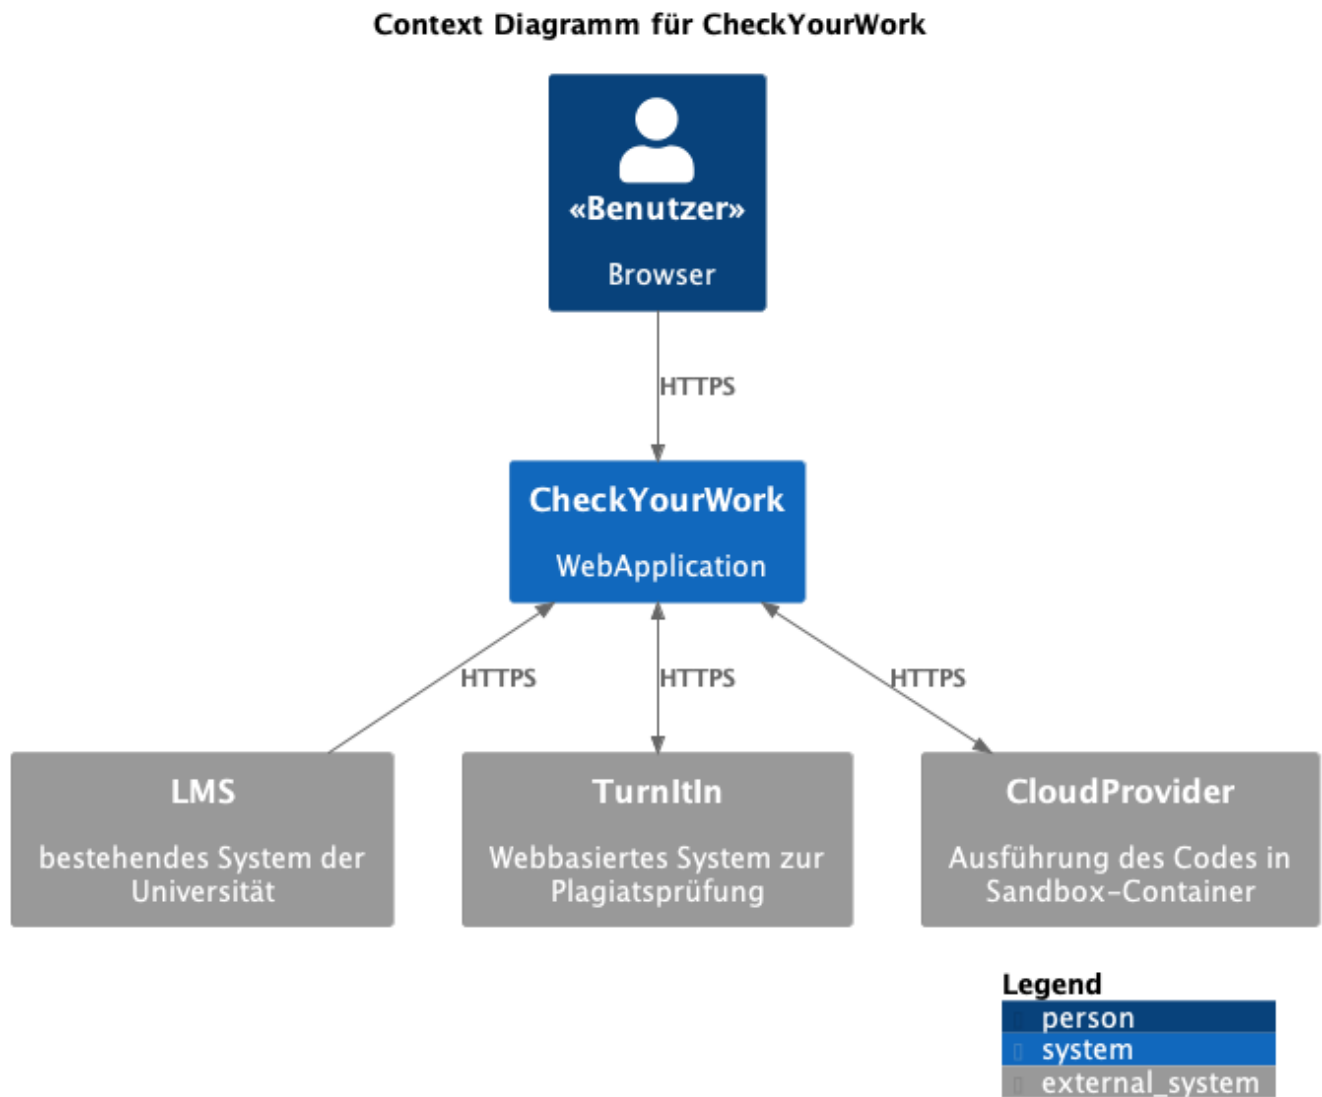 Context Diagramm für CheckYourWork
«Benutzer»
Browser
HTTPS
CheckYourWork
WebApplication
HTTPS
HTTPS
HTTPS
LMS
bestehendes System der
Universität
TurnItIn
Webbasiertes System zur
Plagiatsprüfung
CloudProvider
Ausführung des Codes in
Sandbox-Container
Legend
person
system
external_system